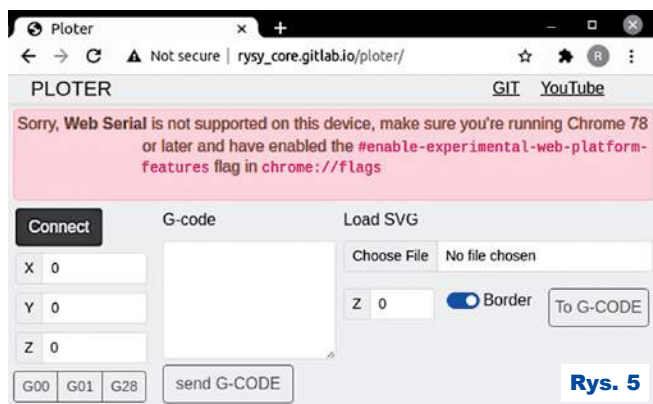 Ploter
Not secure | rysy_core.gitlab.io/ploter/
R
PLOTER
GIT YouTube
Sorry, Web Serial is not supported on this device, make sure you're running Chrome 78
or later and have enabled the #enable-experimental-web-platform-
features flag in chrome://flags
Connect
G-code
Load SVG
Choose File No file chosen
X 0
Y 0
Z 0
Z 0
Border
To G-CODE
G00 G01 G28
send G-CODE
Rys. 5